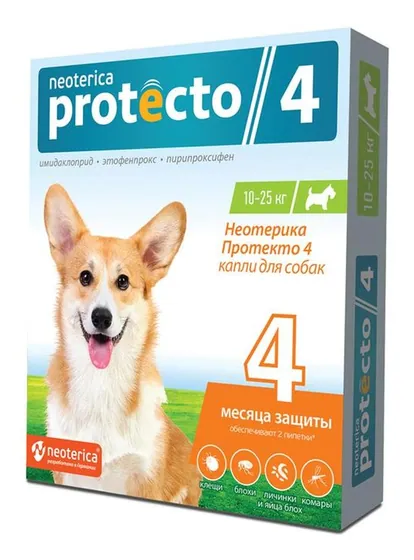 neoterica
protecto 4
имидаклоприд • этофенпрокс • пирипроксифен
10-25 кг
Неотерика
Протекто 4
капли для собак
4
месяца защиты
обеспечивают 2 пипетки*
клещи
блохи
личинки
и яйца блох
комары
neoterica
разработано в Германии
protecto 4
10-25 кг